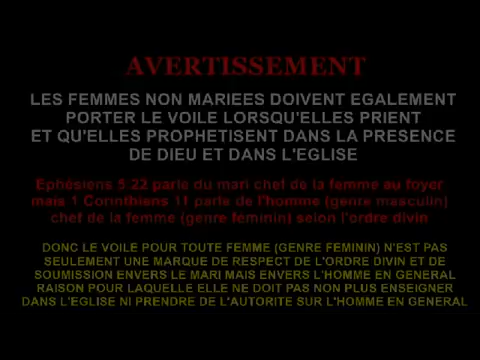 AVERTISSEMENT
LES FEMMES NON MARIEES DOIVENT EGALEMENT
PORTER LE VOILE LORSQU'ELLES PRIENT
ET QU'ELLES PROPHETISENT DANS LA PRESENCE
DE DIEU ET DANS L'EGLISE
Ephésiens 5:22 parle du mari chef de la femme au foyer
mais 1 Corinthiens 11 parle de l'homme (genre masculin)
chef de la femme (genre feminin) selon l'ordre divin
DONC LE VOILE POUR TOUTE FEMME (GENRE FEMININ) N'EST PAS
SEULEMENT UNE MARQUE DE RESPECT DE L'ORDRE DIVIN ET DE
SOUMISSION ENVERS LE MARI MAIS ENVERS L'HOMME EN GENERAL
RAISON POUR LAQUELLE ELLE NE DOIT PAS NON PLUS ENSEIGNER
DANS L'EGLISE NI PRENDRE DE L'AUTORITE SUR L'HOMME EN GENERAL